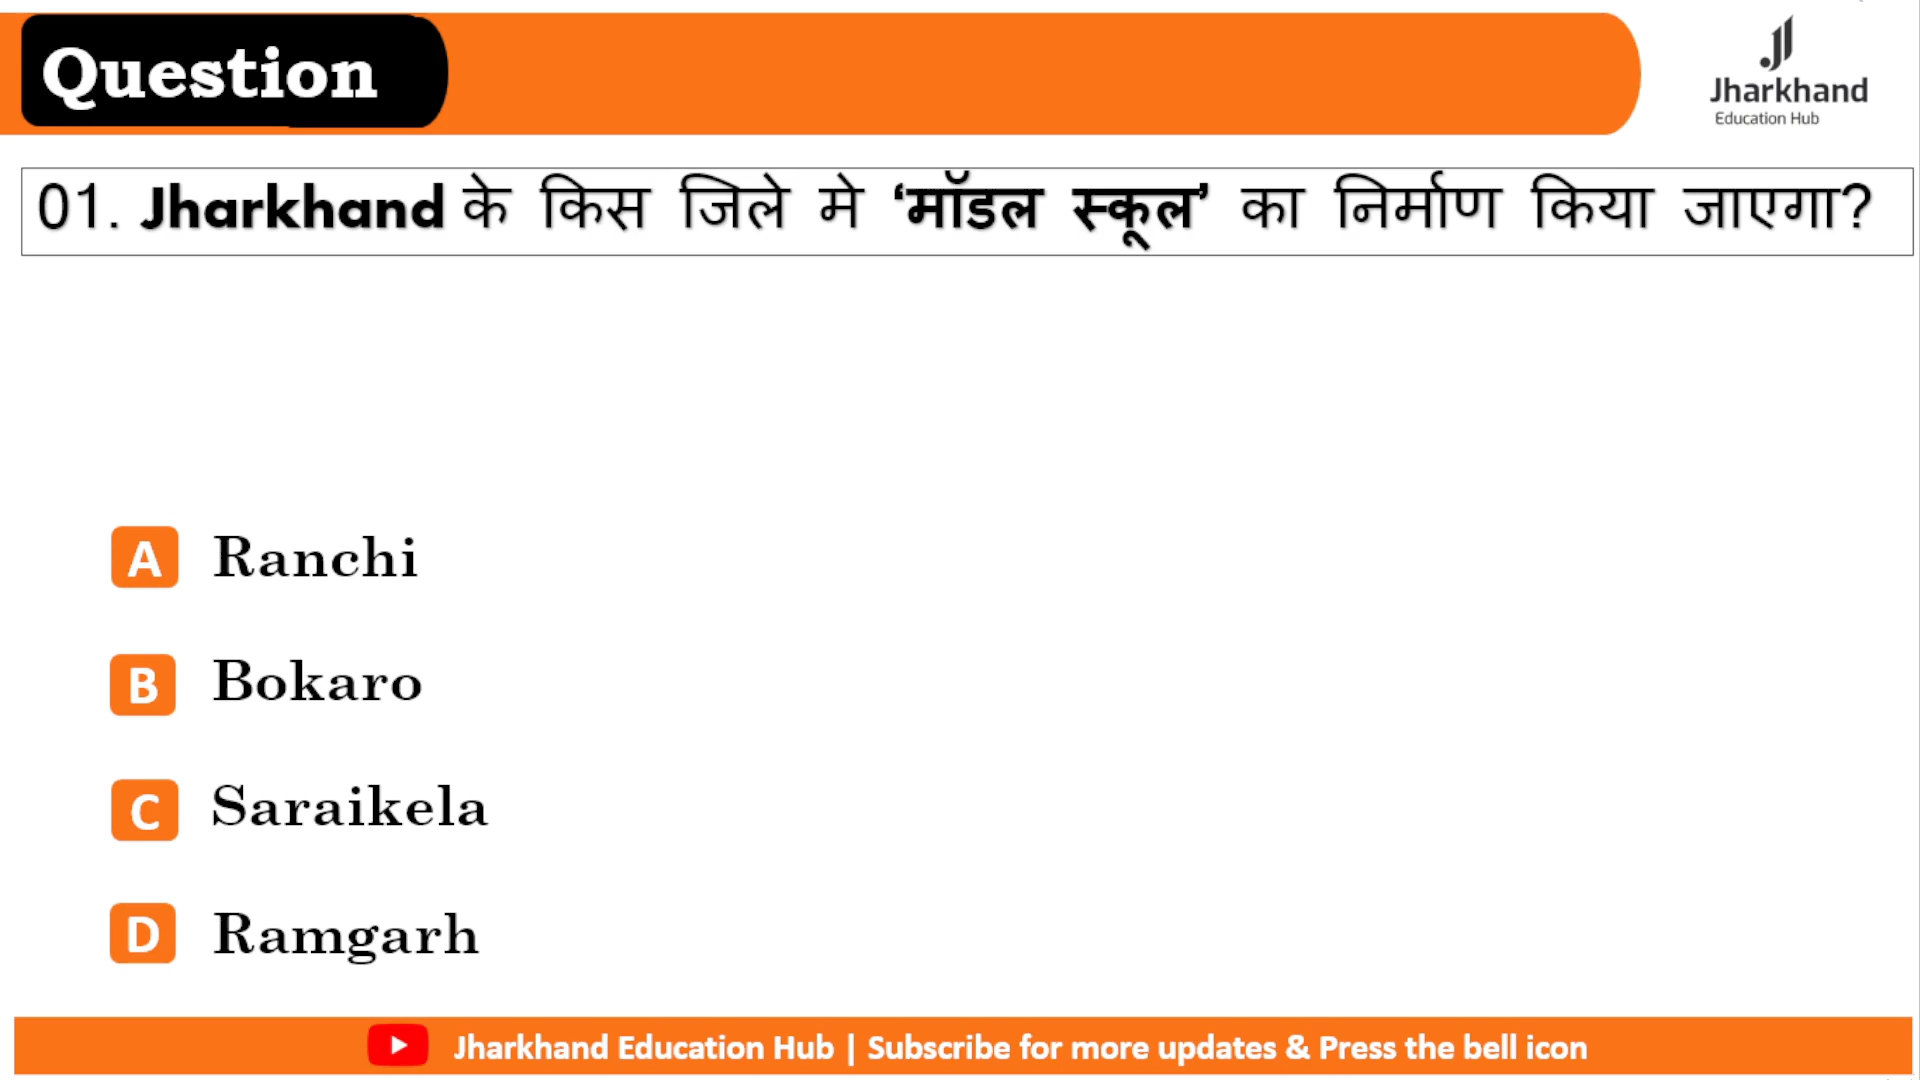 Question
Jharkhand
Education Hub
01. Jharkhand के किस जिले मे ‘मॉडल स्कूल’ का निर्माण किया जाएगा?
A Ranchi
B Bokaro
C Saraikela
D Ramgarh
Jharkhand Education Hub | Subscribe for more updates & Press the bell icon